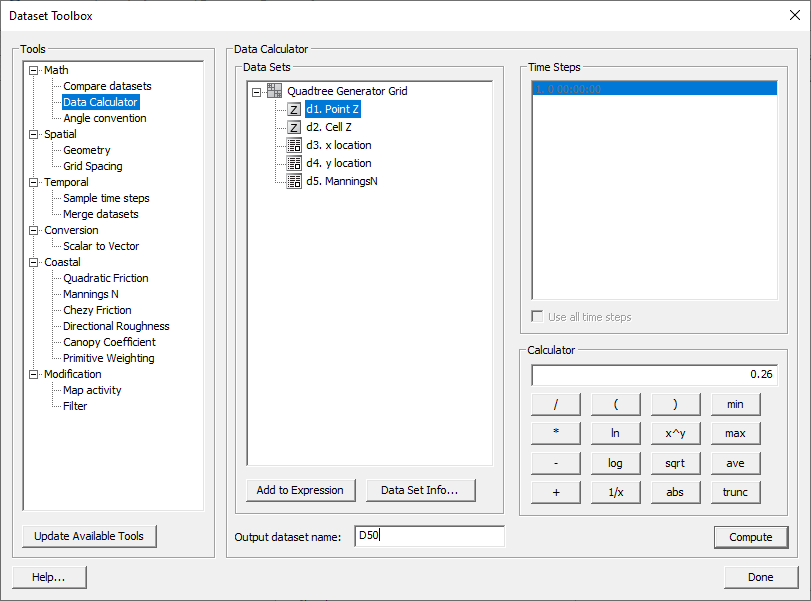 Dataset Toolbox
Tools
Math
Compare datasets
Data Calculator
Angle convention
Spatial
Geometry
Grid Spacing
Temporal
Sample time steps
Merge datasets
Conversion
Scalar to Vector
Coastal
Quadratic Friction
Mannings N
Chezy Friction
Directional Roughness
Canopy Coefficient
Primitive Weighting
Modification
Map activity
Filter
Update Available Tools
Help...
Data Calculator
Data Sets
Quadtree Generator Grid
Z d1. Point Z
Z d2. Cell Z
d3. x location
d4. y location
d5. ManningsN
Add to Expression Data Set Info...
Output dataset name: D50
Time Steps
1. 0 00:00:00
Use all time steps
Calculator
0.26
/ ( ) min
* ln x^y max
- log sqrt ave
+ 1/x abs trunc
Compute
Done